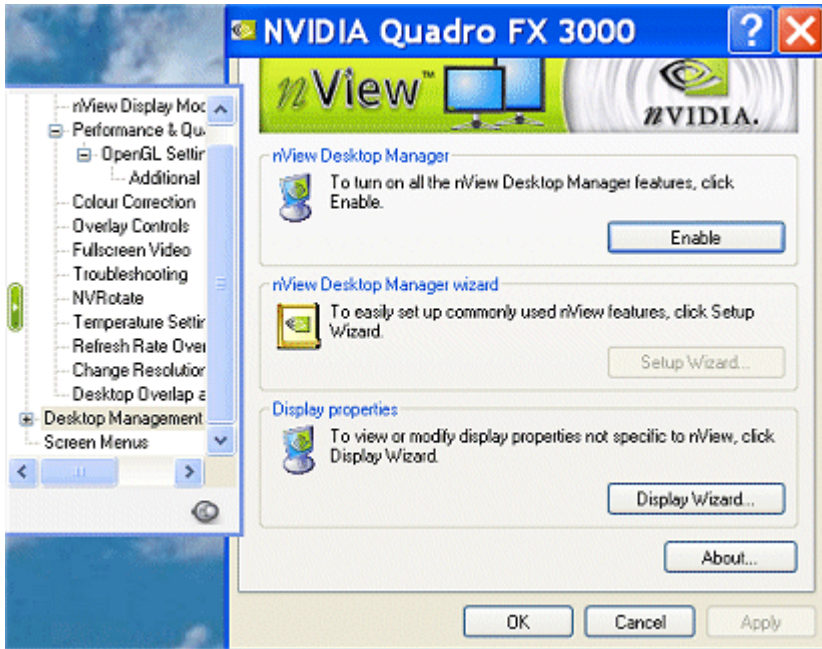 NVIDIA Quadro FX 3000
nView™
nVIDIA.
nView Display Moc
Performance & Qu
OpenGL Settir
Additional
Colour Correction
Overlay Controls
Fullscreen Video
Troubleshooting
NVRotate
Temperature Settir
Refresh Rate Over
Change Resolution
Desktop Overlap a
Desktop Management
Screen Menus
nView Desktop Manager
To turn on all the nView Desktop Manager features, click
Enable.
Enable
nView Desktop Manager wizard
To easily set up commonly used nView features, click Setup
Wizard.
Setup Wizard...
Display properties
To view or modify display properties not specific to nView, click
Display Wizard.
Display Wizard...
About...
OK
Cancel
Apply